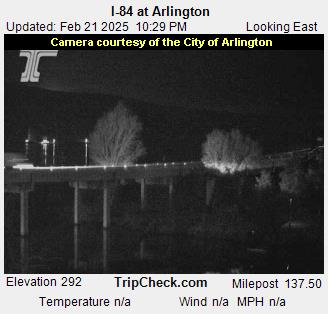 I-84 at Arlington
Updated: Feb 21 2025 10:29 PM Looking East
Camera courtesy of the City of Arlington
Elevation 292 TripCheck.com Milepost 137.50
Temperature n/a Wind n/a MPH n/a